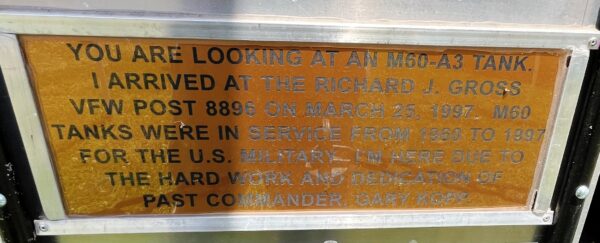 YOU ARE LOOKING AT AN M60-A3 TANK.
I ARRIVED AT THE RICHARD J. GROSS
VFW POST 8896 ON MARCH 25, 1997. M60
TANKS WERE IN SERVICE FROM 1960 TO 1997
FOR THE U.S. MILITARY. I'M HERE DUE TO
THE HARD WORK AND DEDICATION OF
PAST COMMANDER, GARY KOPP.